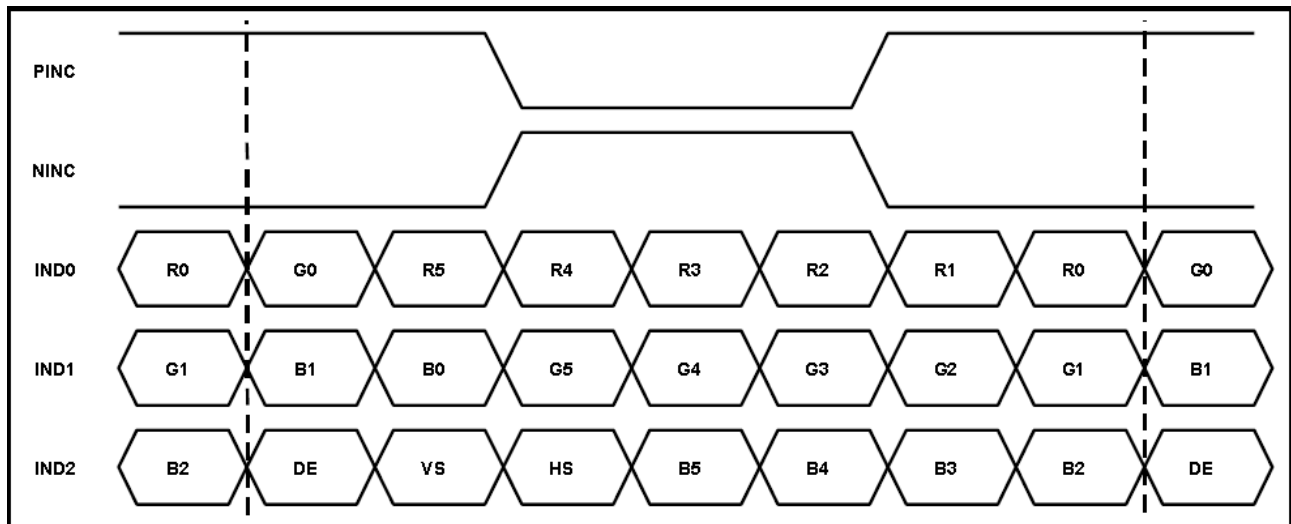 PINC
NINC
IND0 R0 G0 R5 R4 R3 R2 R1 R0 G0
IND1 G1 B1 B0 G5 G4 G3 G2 G1 B1
IND2 B2 DE VS HS B5 B4 B3 B2 DE